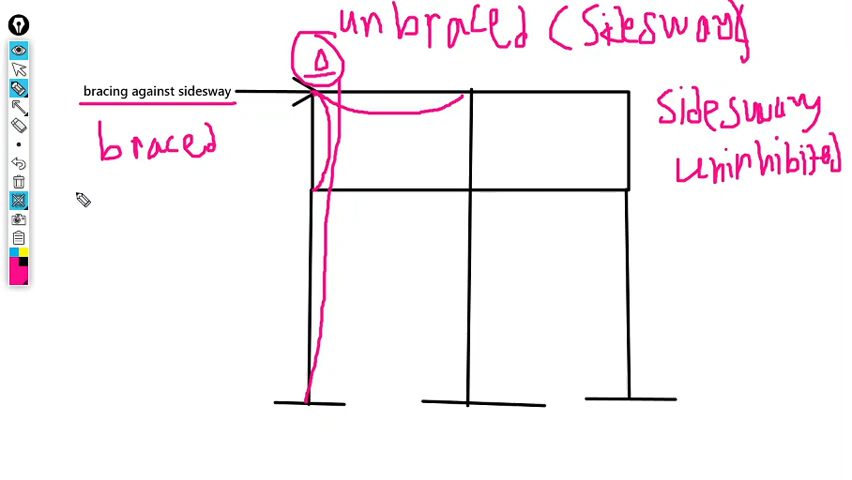 unbraced (sidesway)
Δ
bracing against sidesway
braced
sidesway
uninhibited